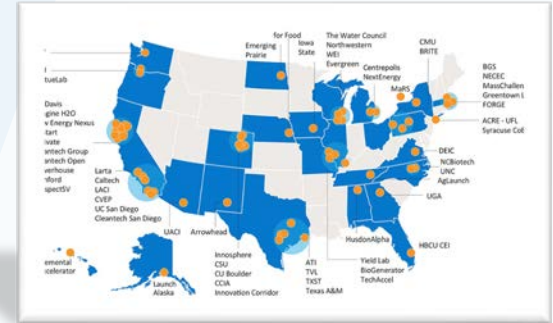 for Food
Emerging
Prairie
Iowa
State
The Water Council
Northwestern
WEI
Evergreen
Centrepolis
NextEnergy
CMU
BRITE
MaRS
BGS
NECEC
MassChallen
Greentown L
FORGE
ACRE - UFL
Syracuse CoE
tueLab
Davis
gine H2O
v Energy Nexus
tart
ivate
antech Group
antech Open
verhouse
nford
spectSV
Larta
Caltech
LACI
CVEP
UC San Diego
Cleantech San Diego
UACI
Arrowhead
Innosphere
CSU
CU Boulder
CCIA
Innovation Corridor
ATI
TVL
TXST
Texas A&M
Yield Lab
BioGenerator
TechAccel
HusdonAlpha
DEIC
NCBiotech
UNC
AgLaunch
UGA
HBCU CEI
emental
ccelerator
Launch
Alaska